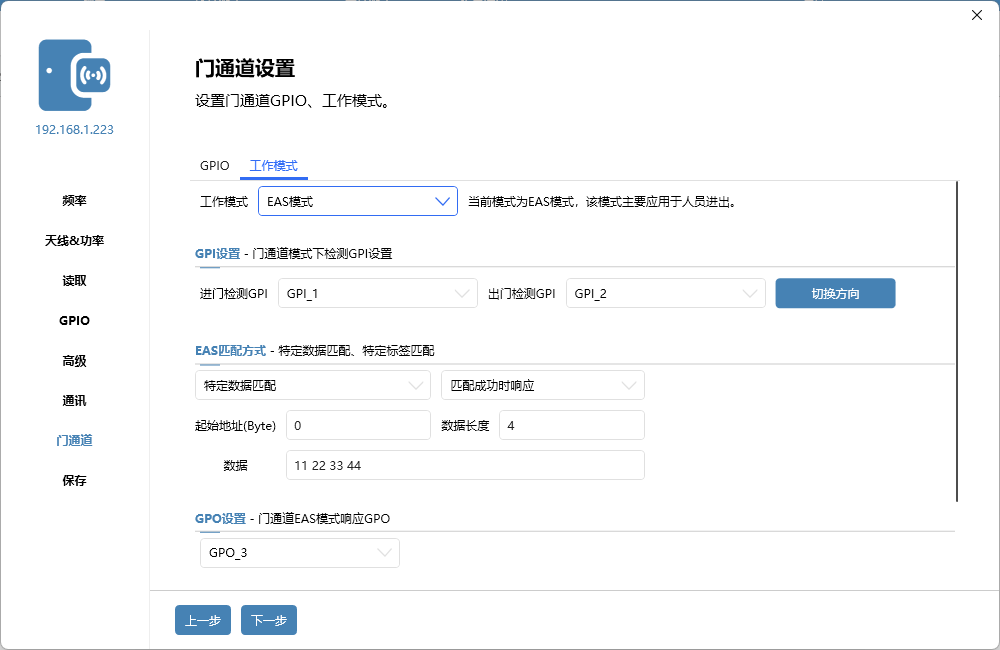 192.168.1.223
频率
天线&功率
读取
GPIO
高级
通讯
门通道
保存
门通道设置
设置门通道GPIO、工作模式。
GPIO 工作模式
工作模式 EAS模式 当前模式为EAS模式，该模式主要应用于人员进出。
GPI设置 - 门通道模式下检测GPI设置
进门检测GPI GPI_1 出门检测GPI GPI_2 切换方向
EAS匹配方式 - 特定数据匹配、特定标签匹配
特定数据匹配 匹配成功时响应
起始地址(Byte) 0 数据长度 4
数据 11 22 33 44
GPO设置 - 门通道EAS模式响应GPO
GPO_3
上一步 下一步